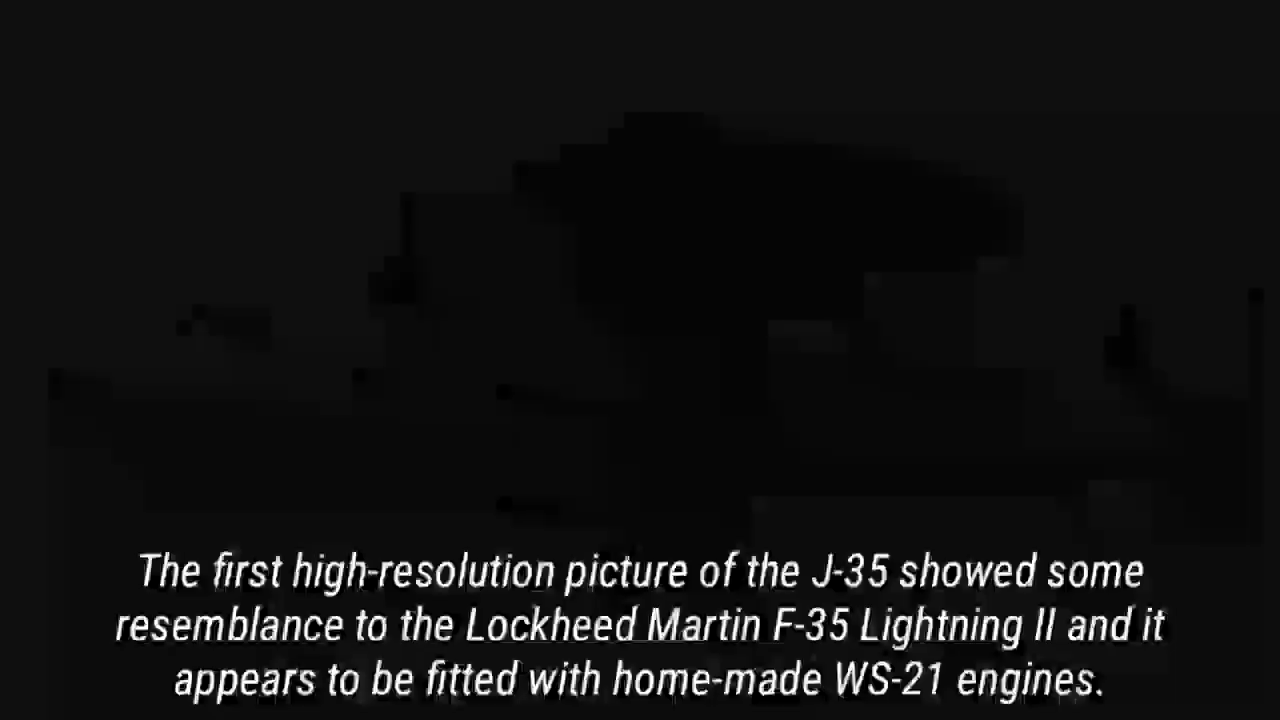 The first high-resolution picture of the J-35 showed some
resemblance to the Lockheed Martin F-35 Lightning II and it
appears to be fitted with home-made WS-21 engines.